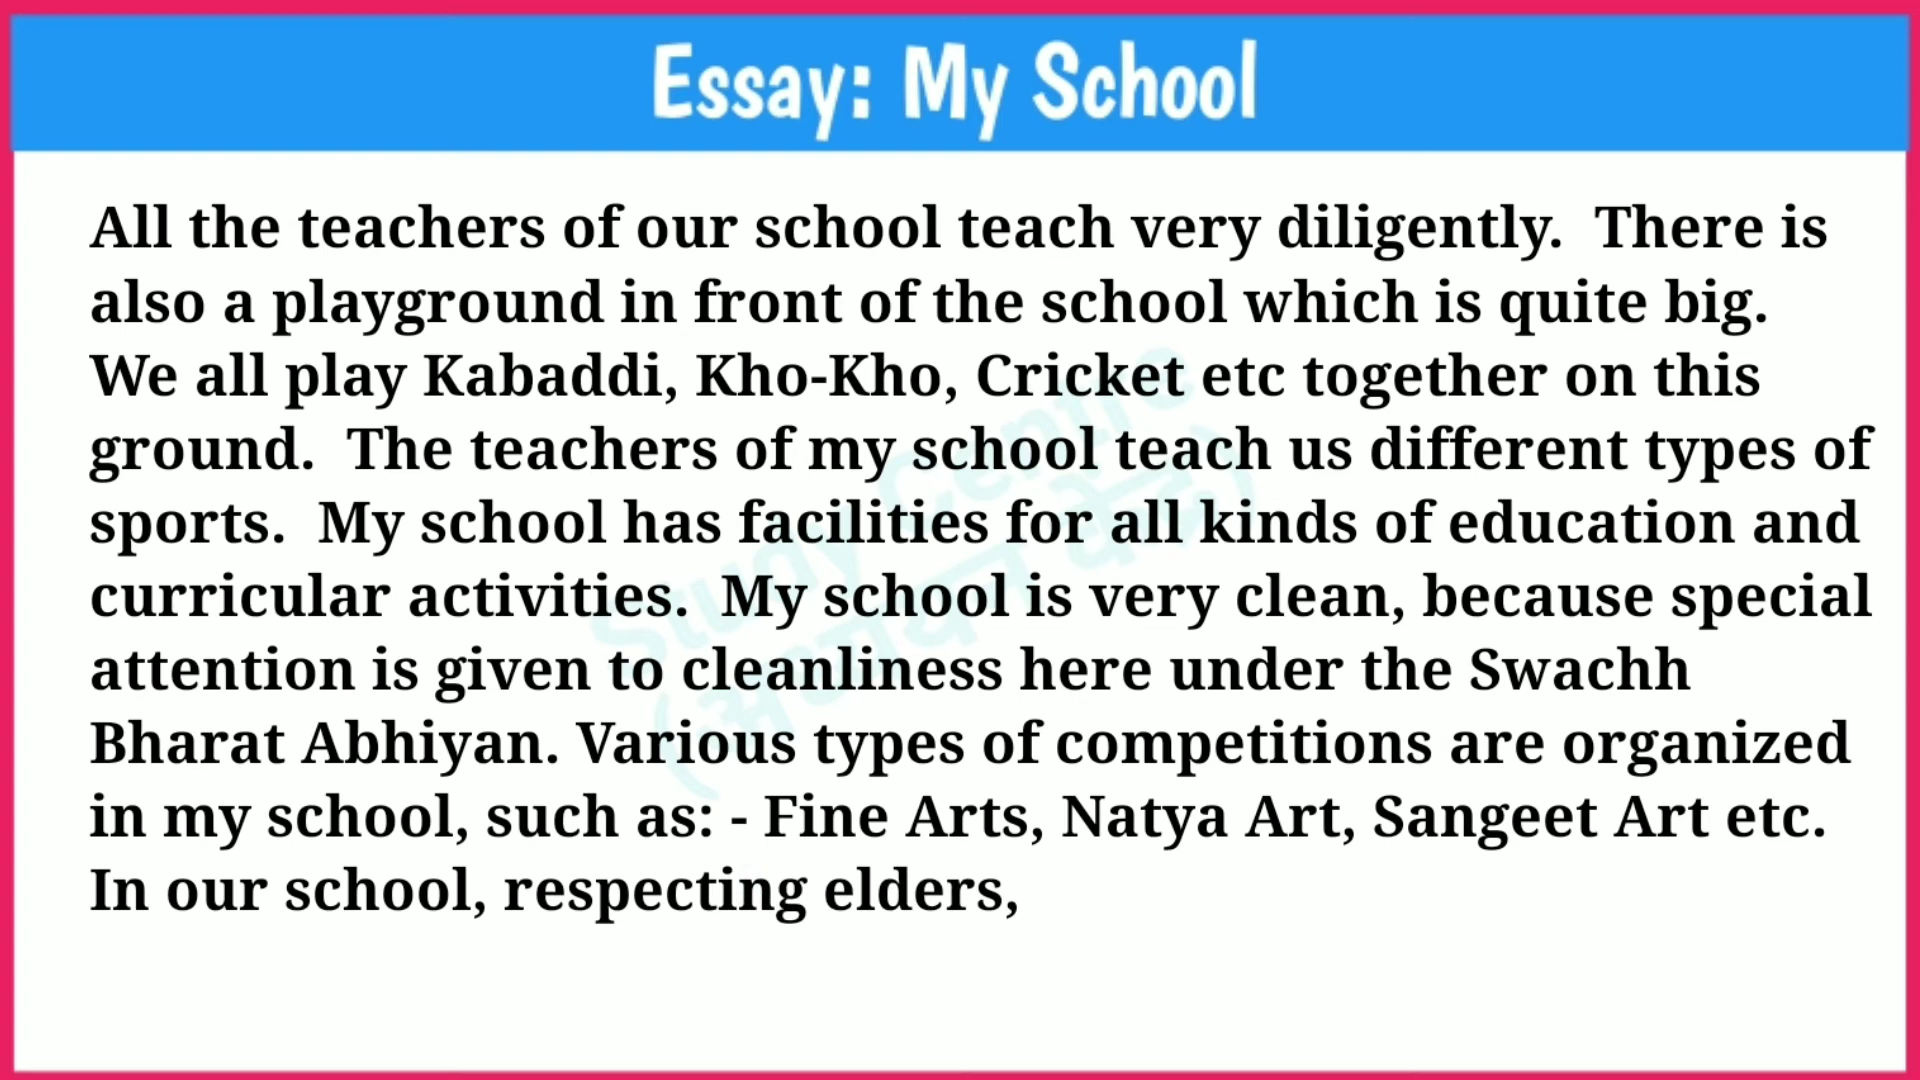 Essay: My School
All the teachers of our school teach very diligently.  There is
also a playground in front of the school which is quite big.
We all play Kabaddi, Kho-Kho, Cricket etc together on this
ground.  The teachers of my school teach us different types of
sports.  My school has facilities for all kinds of education and
curricular activities.  My school is very clean, because special
attention is given to cleanliness here under the Swachh
Bharat Abhiyan. Various types of competitions are organized
in my school, such as: - Fine Arts, Natya Art, Sangeet Art etc.
In our school, respecting elders,
Study Centre
(अध्ययन केंद्र)